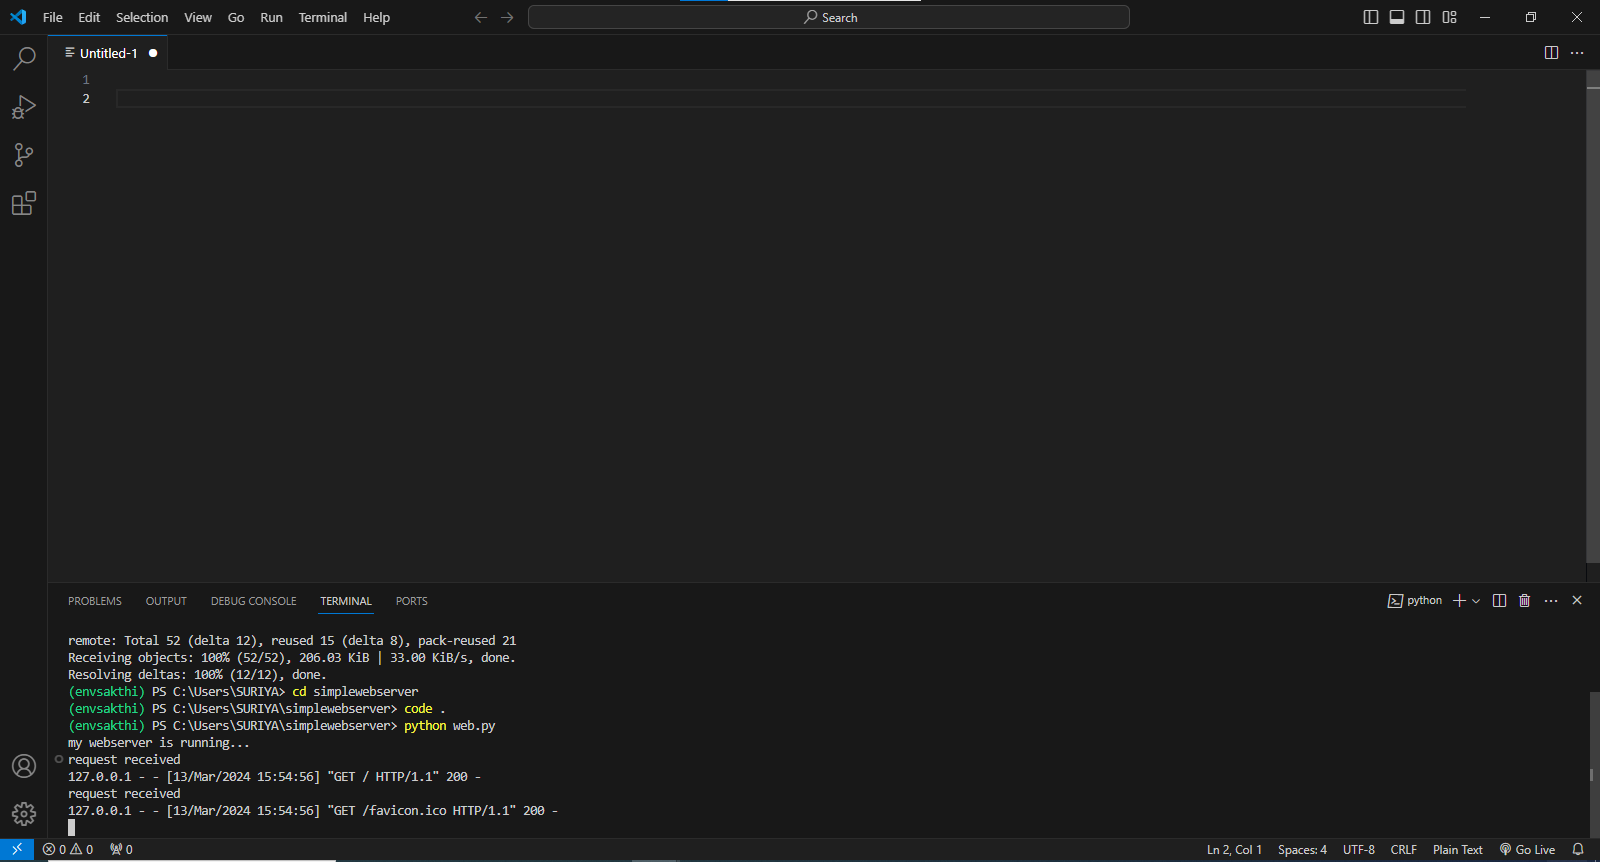 File Edit Selection View Go Run Terminal Help Search
Untitled-1
1
2
PROBLEMS OUTPUT DEBUG CONSOLE TERMINAL PORTS python
remote: Total 52 (delta 12), reused 15 (delta 8), pack-reused 21
Receiving objects: 100% (52/52), 206.03 KiB | 33.00 KiB/s, done.
Resolving deltas: 100% (12/12), done.
(envsakthi) PS C:\Users\SURIYA> cd simplewebserver
(envsakthi) PS C:\Users\SURIYA\simplewebserver> code .
(envsakthi) PS C:\Users\SURIYA\simplewebserver> python web.py
my webserver is running...
request received
127.0.0.1 - - [13/Mar/2024 15:54:56] "GET / HTTP/1.1" 200 -
request received
127.0.0.1 - - [13/Mar/2024 15:54:56] "GET /favicon.ico HTTP/1.1" 200 -
0 0 0 Ln 2, Col 1 Spaces: 4 UTF-8 CRLF Plain Text Go Live